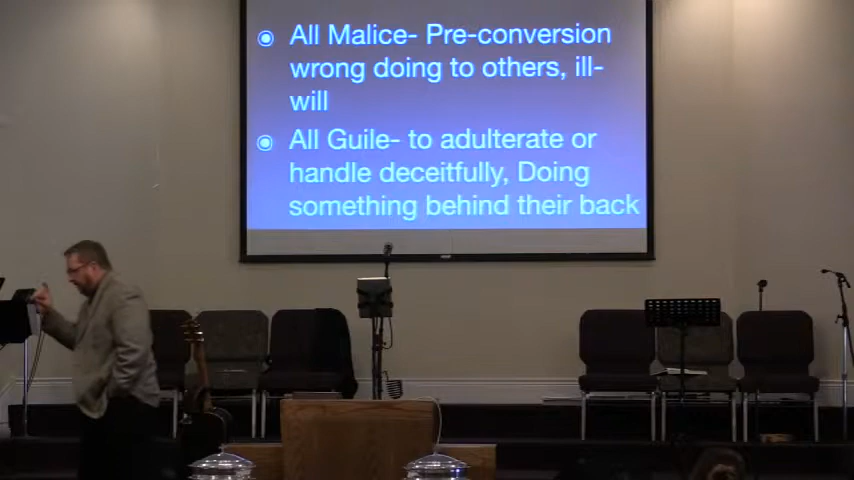 All Malice- Pre-conversion
wrong doing to others, ill-
will
All Guile- to adulterate or
handle deceitfully, Doing
something behind their back